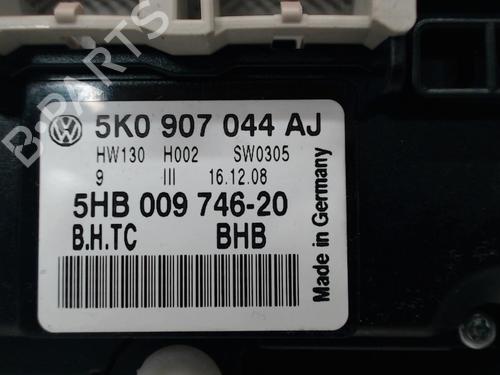 B-PARTS
5K0 907 044 AJ
HW130 H002 SW0305
9 III 16.12.08
5HB 009 746-20
B.H.TC BHB
Made in Germany